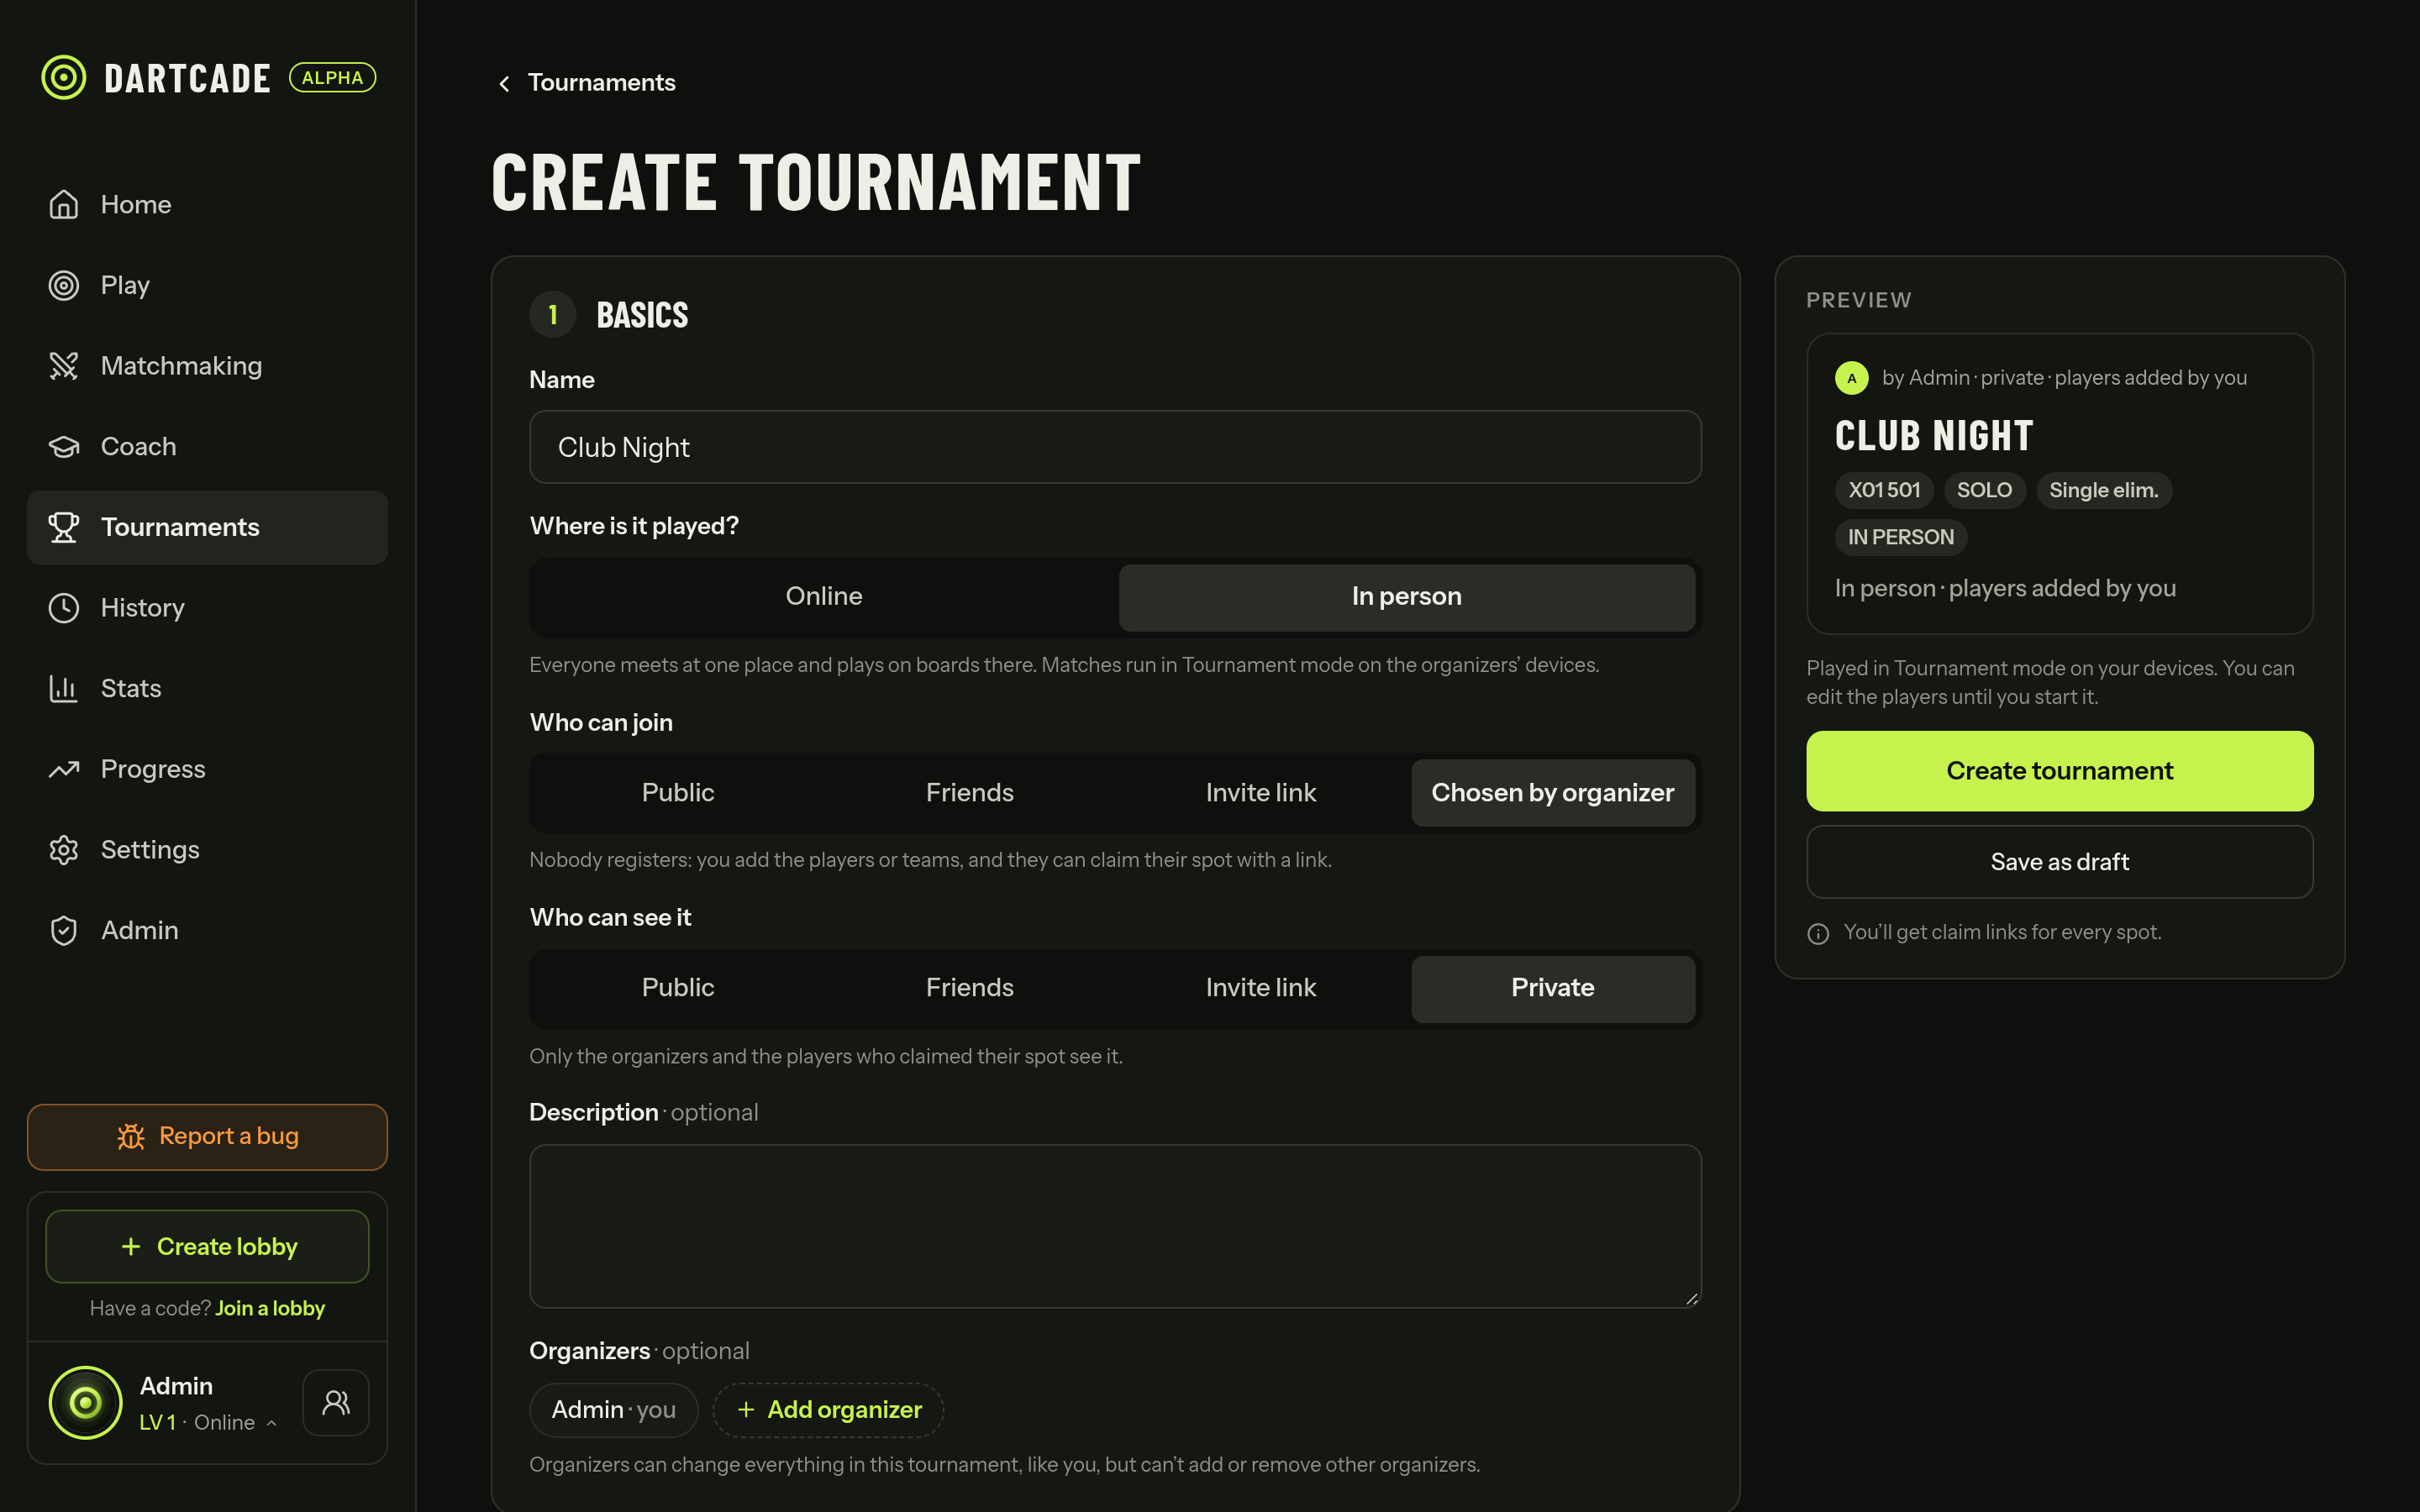 DARTCADE ALPHA
Home
Play
Matchmaking
Coach
Tournaments
History
Stats
Progress
Settings
Admin
Report a bug
Create lobby
Have a code? Join a lobby
Admin
LV 1 · Online
Tournaments
CREATE TOURNAMENT
1 BASICS
Name
Club Night
Where is it played?
Online In person
Everyone meets at one place and plays on boards there. Matches run in Tournament mode on the organizers’ devices.
Who can join
Public Friends Invite link Chosen by organizer
Nobody registers: you add the players or teams, and they can claim their spot with a link.
Who can see it
Public Friends Invite link Private
Only the organizers and the players who claimed their spot see it.
Description · optional
Organizers · optional
Admin · you + Add organizer
Organizers can change everything in this tournament, like you, but can’t add or remove other organizers.
PREVIEW
A by Admin · private · players added by you
CLUB NIGHT
X01 501 SOLO Single elim.
IN PERSON
In person · players added by you
Played in Tournament mode on your devices. You can
edit the players until you start it.
Create tournament
Save as draft
You’ll get claim links for every spot.